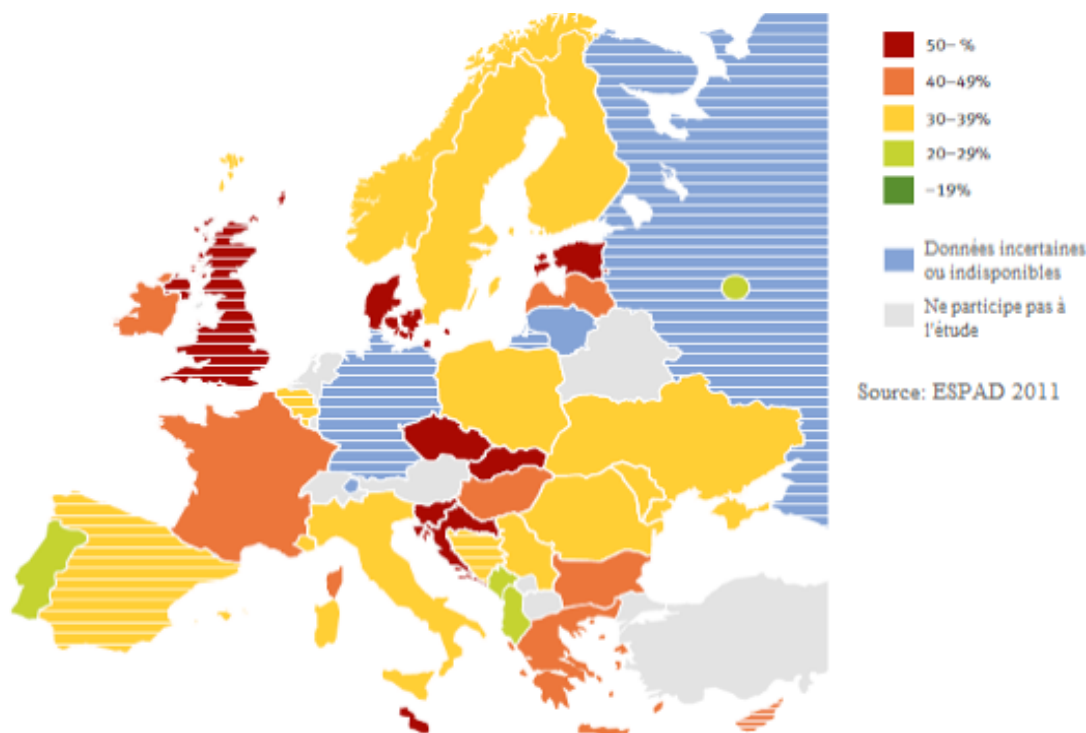 50– %
40–49%
30–39%
20–29%
–19%
Données incertaines
ou indisponibles
Ne participe pas à
l'étude
Source: ESPAD 2011